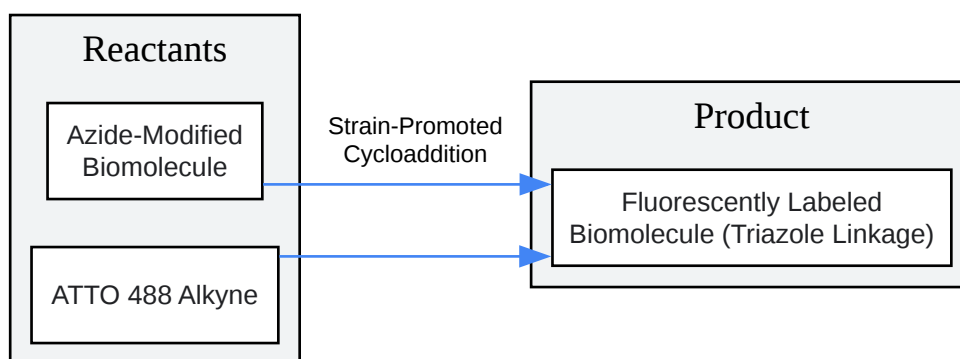 Reactants
Azide-Modified
Biomolecule
ATTO 488 Alkyne
Strain-Promoted
Cycloaddition
Product
Fluorescently Labeled
Biomolecule (Triazole Linkage)